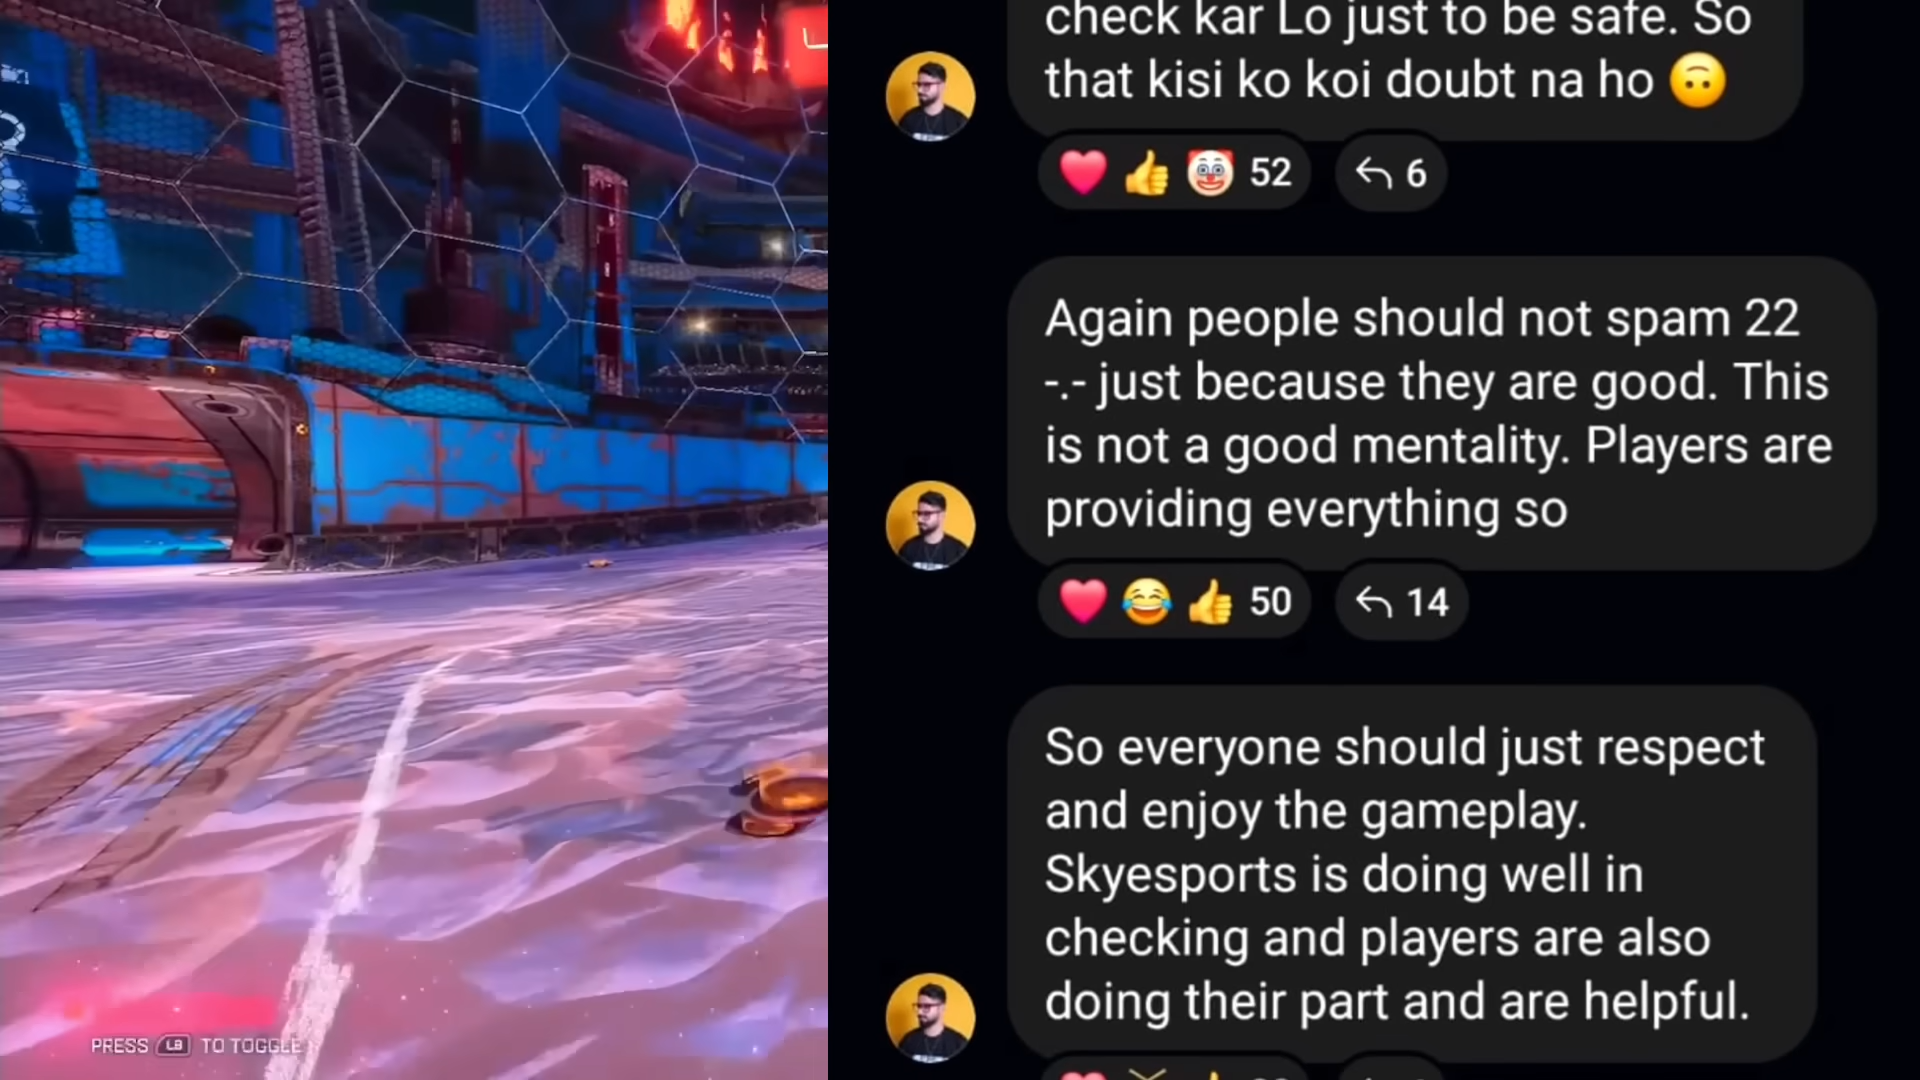 check kar Lo just to be safe. So
that kisi ko koi doubt na ho 🙃
52
6
Again people should not spam 22
-.- just because they are good. This
is not a good mentality. Players are
providing everything so
50
14
So everyone should just respect
and enjoy the gameplay.
Skyesports is doing well in
checking and players are also
doing their part and are helpful.
PRESS LB TO TOGGLE